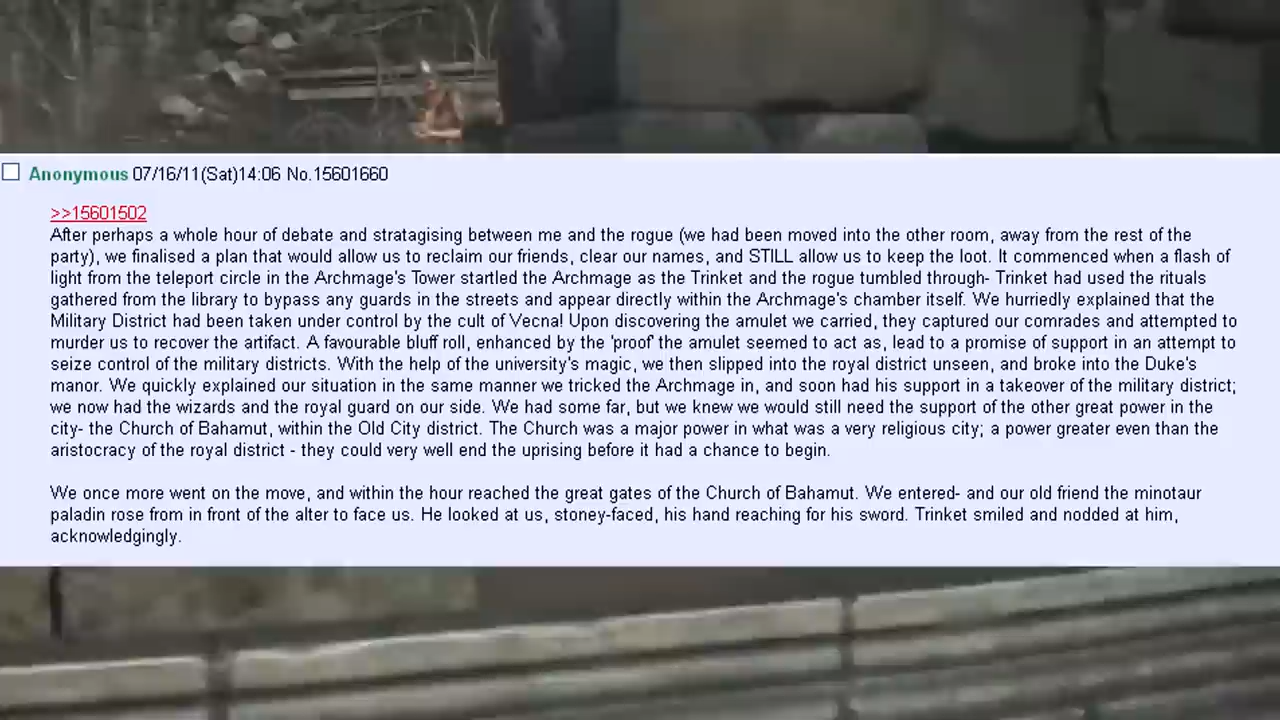 Anonymous 07/16/11(Sat)14:06 No.15601660
>>15601502
After perhaps a whole hour of debate and stratagising between me and the rogue (we had been moved into the other room, away from the rest of the
party), we finalised a plan that would allow us to reclaim our friends, clear our names, and STILL allow us to keep the loot. It commenced when a flash of
light from the teleport circle in the Archmage's Tower startled the Archmage as the Trinket and the rogue tumbled through- Trinket had used the rituals
gathered from the library to bypass any guards in the streets and appear directly within the Archmage's chamber itself. We hurriedly explained that the
Military District had been taken under control by the cult of Vecna! Upon discovering the amulet we carried, they captured our comrades and attempted to
murder us to recover the artifact. A favourable bluff roll, enhanced by the 'proof' the amulet seemed to act as, lead to a promise of support in an attempt to
seize control of the military districts. With the help of the university's magic, we then slipped into the royal district unseen, and broke into the Duke's
manor. We quickly explained our situation in the same manner we tricked the Archmage in, and soon had his support in a takeover of the military district;
we now had the wizards and the royal guard on our side. We had some far, but we knew we would still need the support of the other great power in the
city- the Church of Bahamut, within the Old City district. The Church was a major power in what was a very religious city; a power greater even than the
aristocracy of the royal district - they could very well end the uprising before it had a chance to begin.
We once more went on the move, and within the hour reached the great gates of the Church of Bahamut. We entered- and our old friend the minotaur
paladin rose from in front of the alter to face us. He looked at us, stoney-faced, his hand reaching for his sword. Trinket smiled and nodded at him,
acknowledgingly.